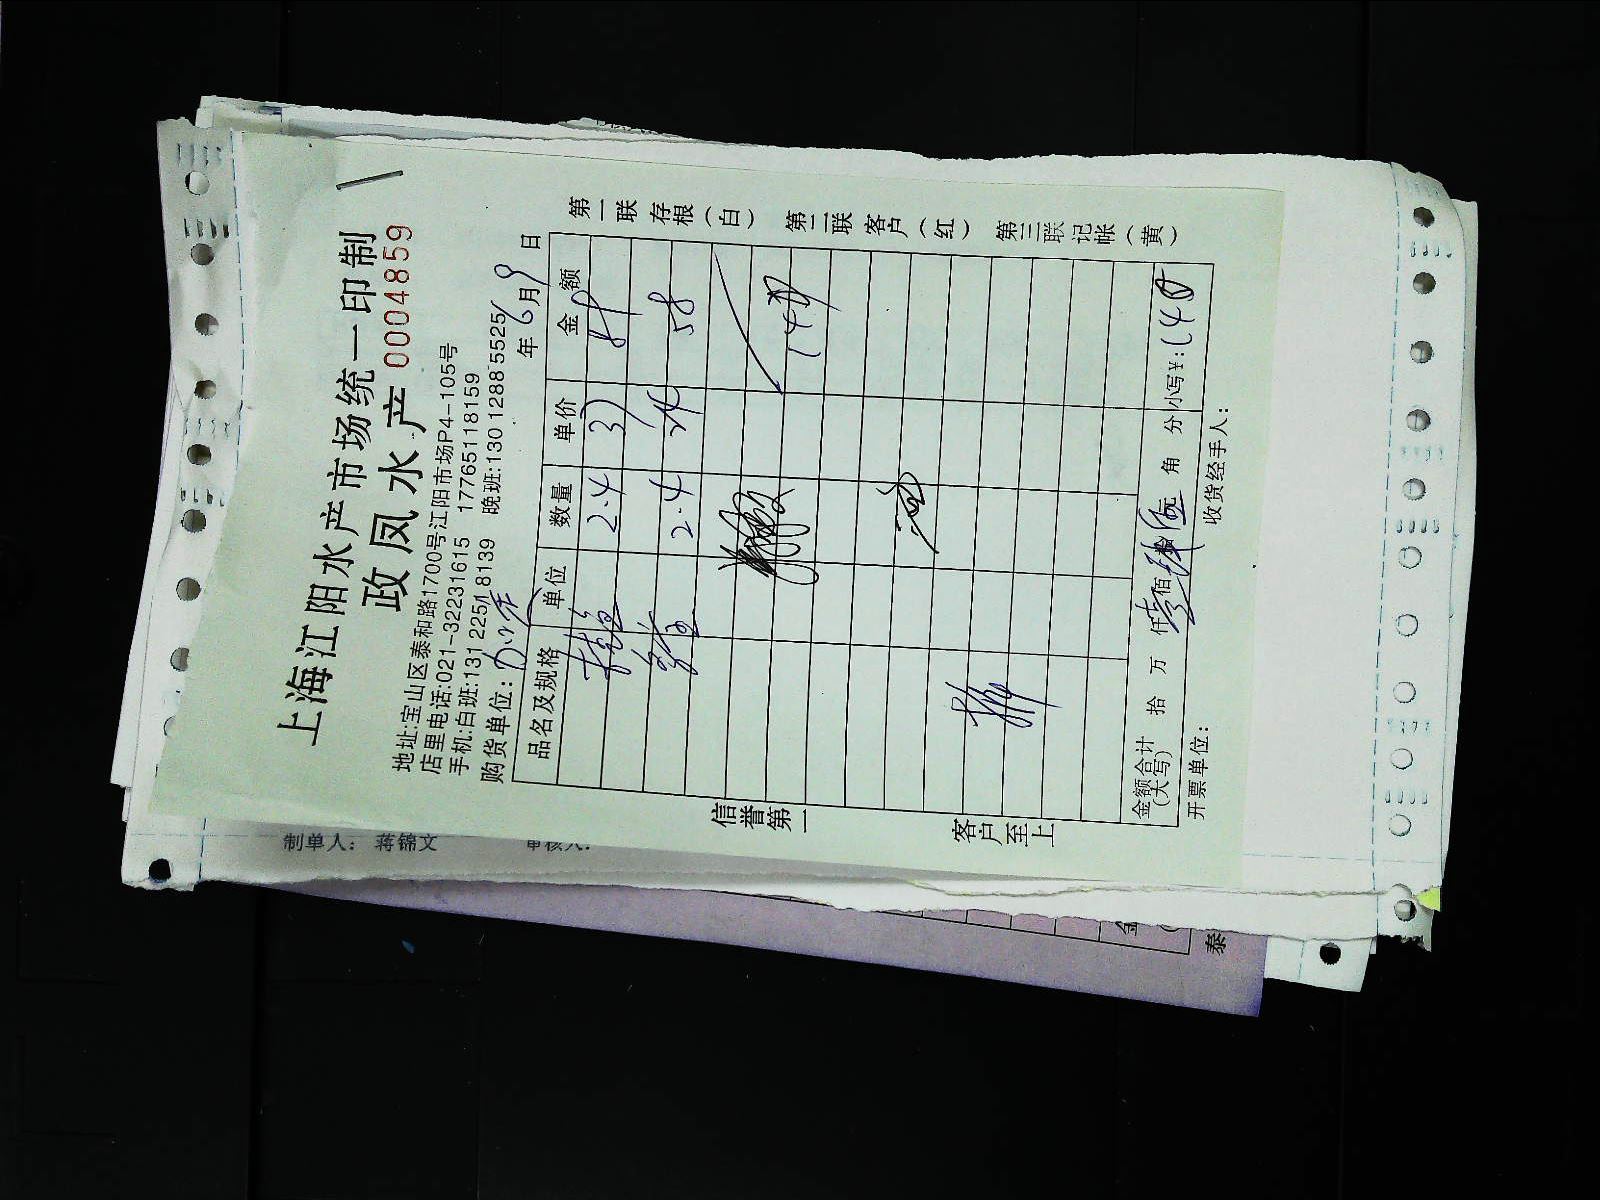 上海江阳水产市场统一印制
政凤水产 0004859
地址:宝山区泰和路1700号江阳市场P4-105号
店里电话:021-32231615 17765118159
手机:白班:131 2251 8139 晚班:130 1288 5525
购货单位: 年 6 月 9 日
品名及规格 单位 数量 单价 金额
2.4 37
2.4 24 58
金额合计(大写) 拾 万 仟 壹 佰 拾 元 角 分 小写¥:
开票单位: 收货经手人:
第一联 存根(白) 第二联 客户(红) 第三联 记帐(黄)
信誉第一 客户至上
制单人: 蒋锦文 审核人: